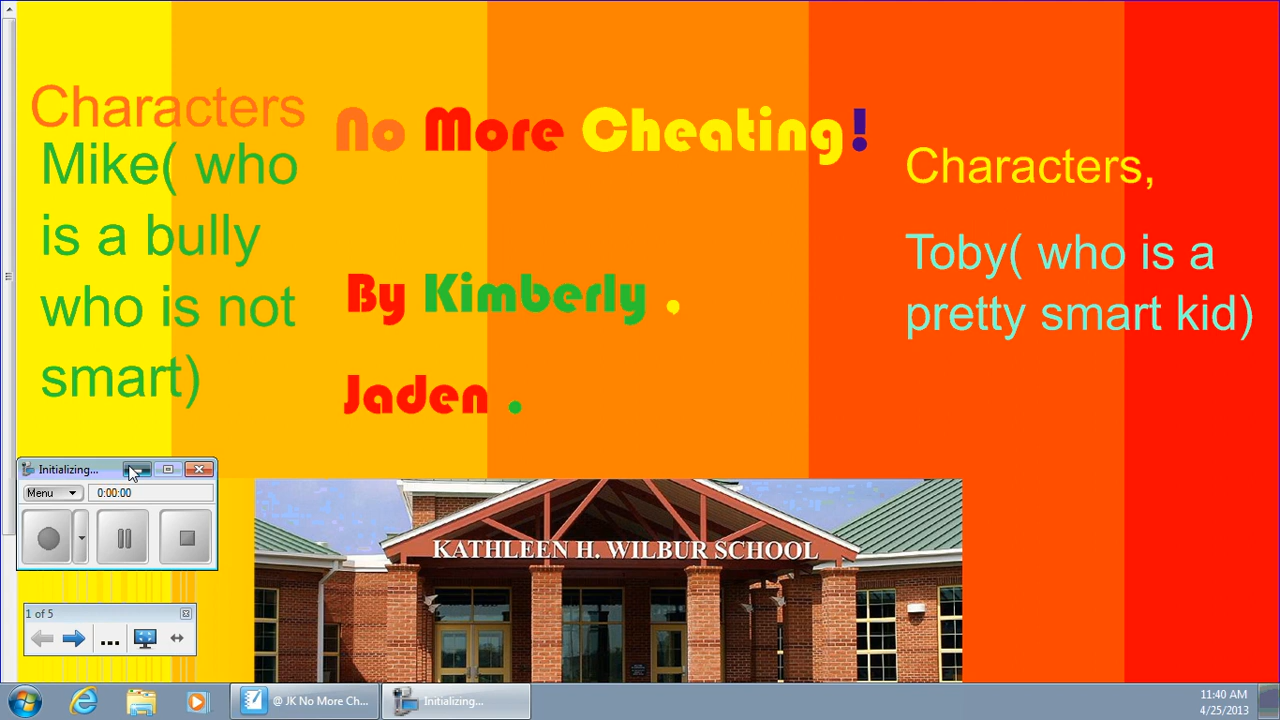 Characters
Mike( who
is a bully
who is not
smart)
No More Cheating!
By Kimberly .
Jaden .
Characters,
Toby( who is a
pretty smart kid)
KATHLEEN H. WILBUR SCHOOL
Initializing...
Menu
0:00:00
1 of 5
...
@ JK No More Ch...
Initializing...
11:40 AM
4/25/2013